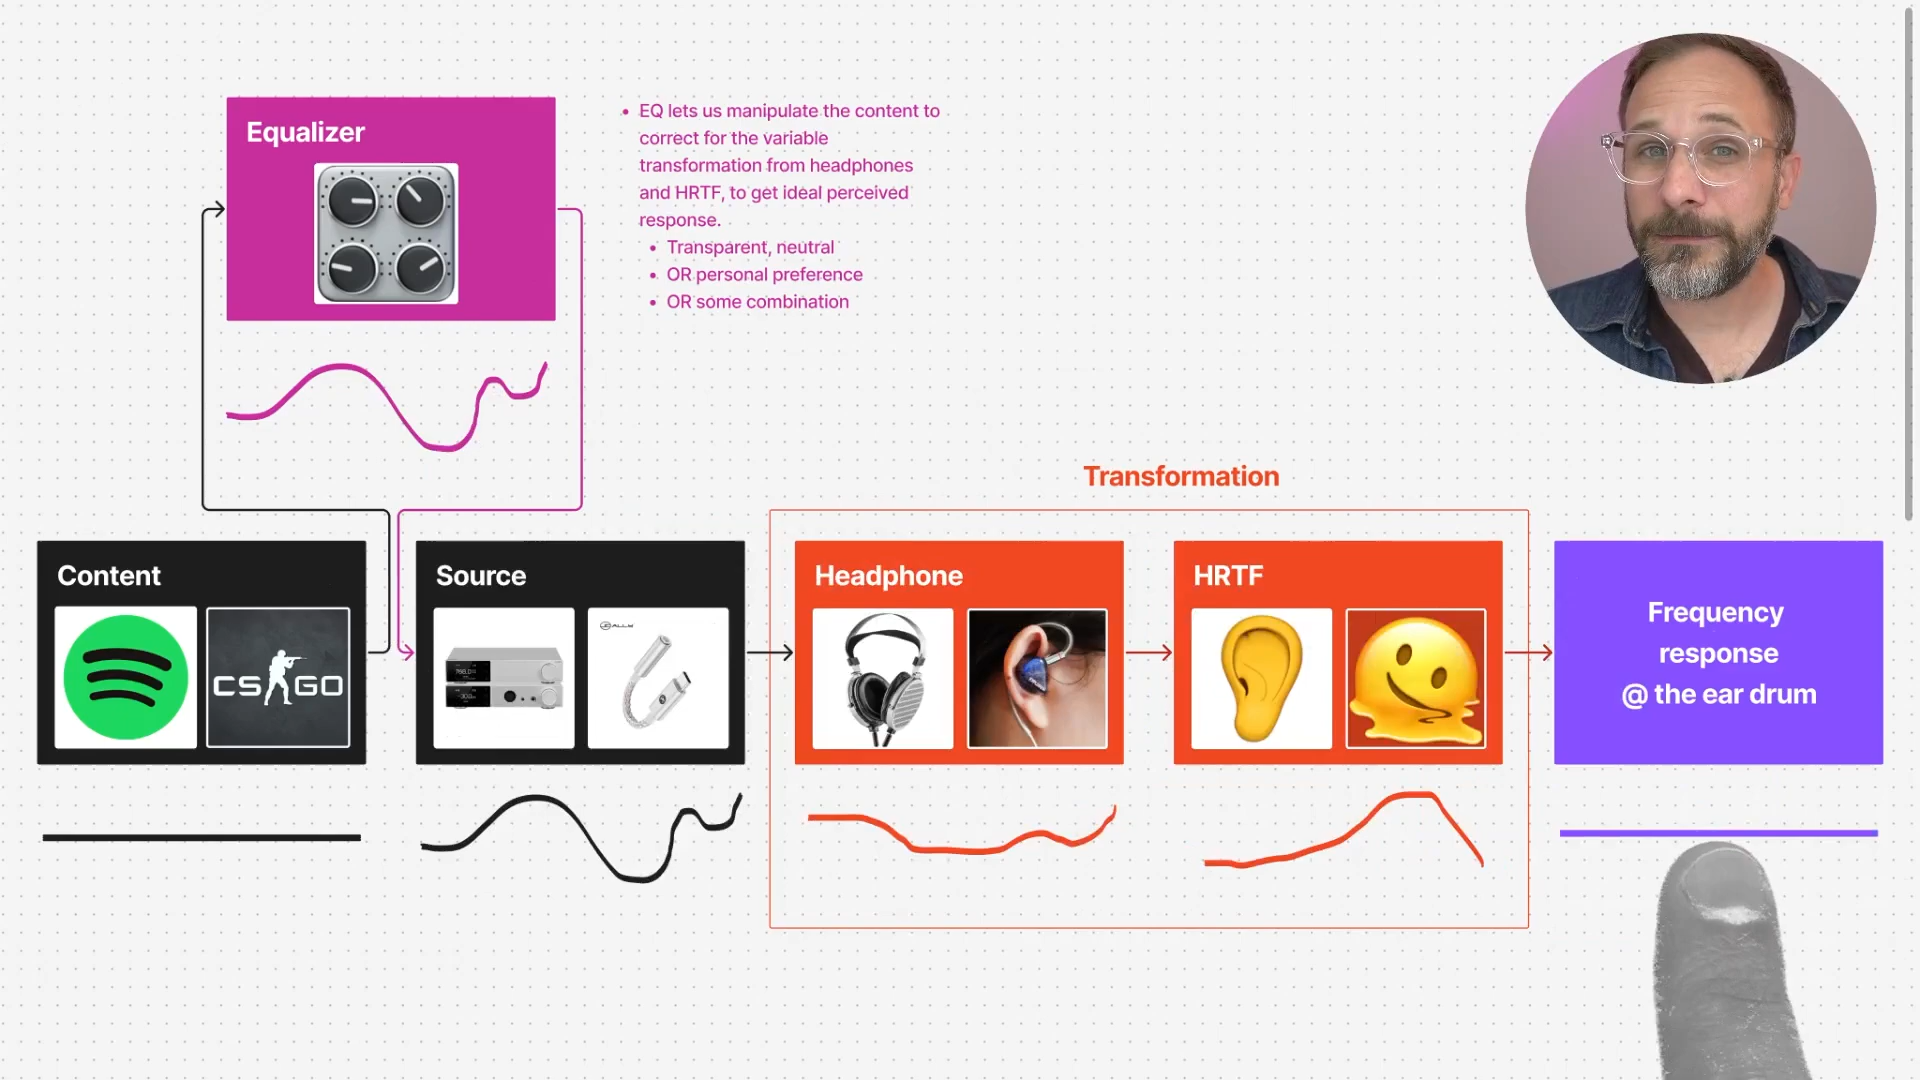 Equalizer
• EQ lets us manipulate the content to
correct for the variable
transformation from headphones
and HRTF, to get ideal perceived
response.
• Transparent, neutral
• OR personal preference
• OR some combination
Transformation
Content
CS GO
Source
Headphone
HRTF
Frequency
response
@ the ear drum